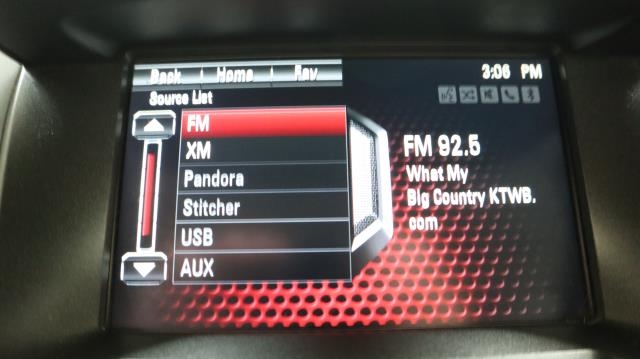 Back Home Nav
3:06 PM
Source List
FM
XM
Pandora
Stitcher
USB
AUX
FM 92.5
What My
Big Country KTWB.
com